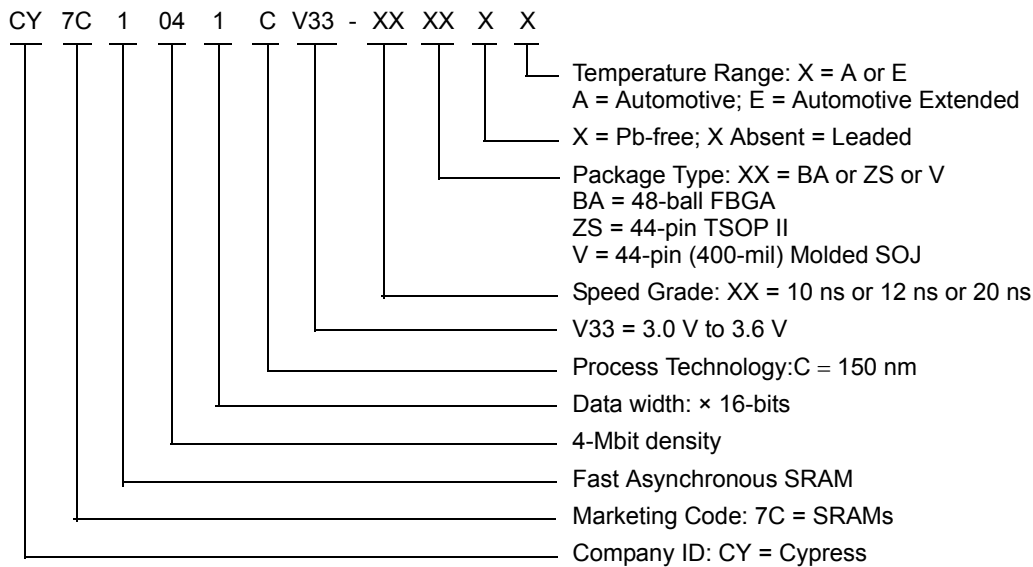 CY 7C 1 04 1 C V33 - XX XX X X
Temperature Range: X = A or E
A = Automotive; E = Automotive Extended
X = Pb-free; X Absent = Leaded
Package Type: XX = BA or ZS or V
BA = 48-ball FBGA
ZS = 44-pin TSOP II
V = 44-pin (400-mil) Molded SOJ
Speed Grade: XX = 10 ns or 12 ns or 20 ns
V33 = 3.0 V to 3.6 V
Process Technology:C = 150 nm
Data width: × 16-bits
4-Mbit density
Fast Asynchronous SRAM
Marketing Code: 7C = SRAMs
Company ID: CY = Cypress